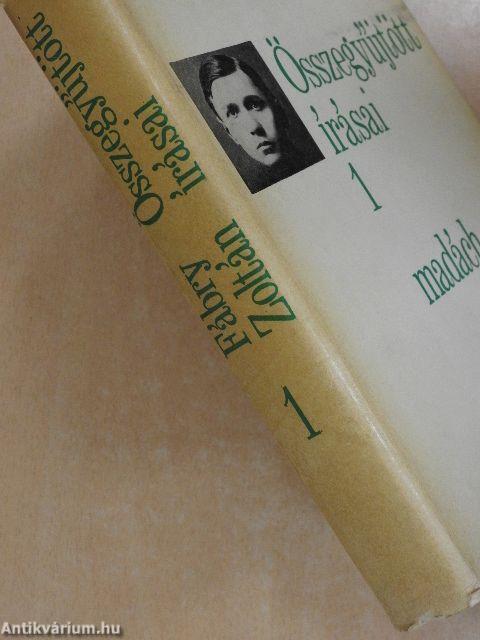 Összegyűjtött
írásai
1
madách
Fábry
Zoltán
Összegyűjtött
írásai
1
Antikvárium.hu